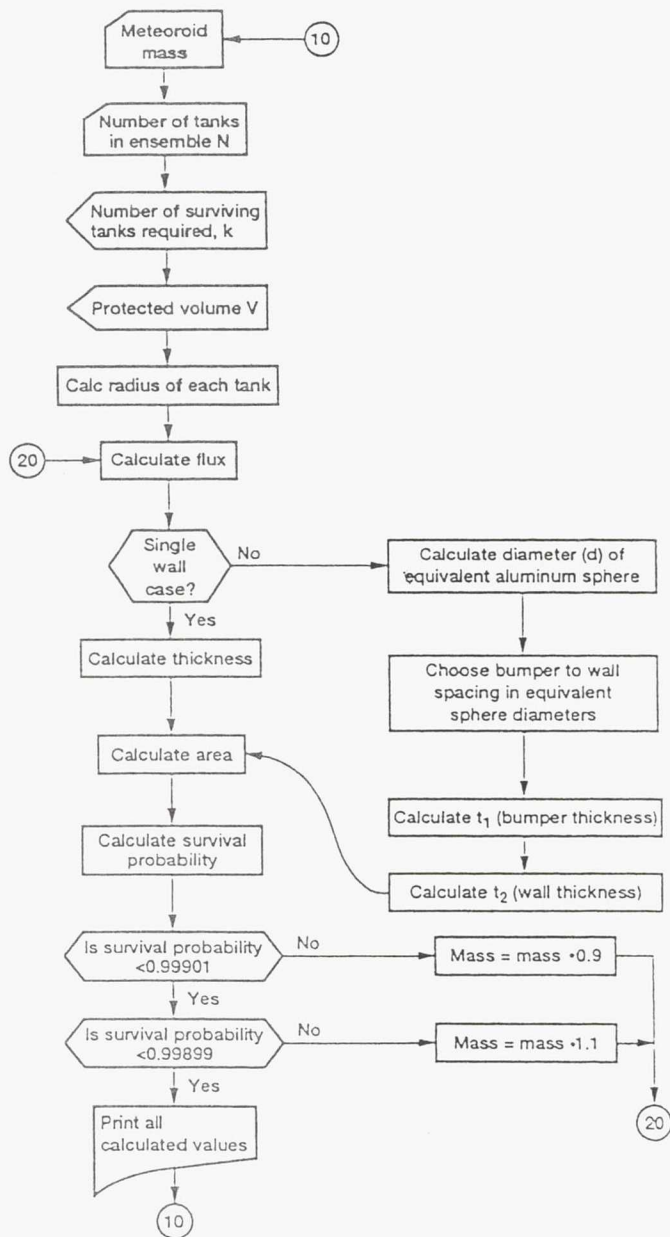 Meteoroid
mass
10
Number of tanks
in ensemble N
Number of surviving
tanks required, k
Protected volume V
Calc radius of each tank
20
Calculate flux
Single
wall
case?
No
Yes
Calculate diameter (d) of
equivalent aluminum sphere
Calculate thickness
Choose bumper to wall
spacing in equivalent
sphere diameters
Calculate area
Calculate t₁ (bumper thickness)
Calculate survival
probability
Calculate t₂ (wall thickness)
Is survival probability
<0.99901
No
Mass = mass •0.9
Yes
Is survival probability
<0.99899
No
Mass = mass •1.1
Yes
Print all
calculated values
20
10